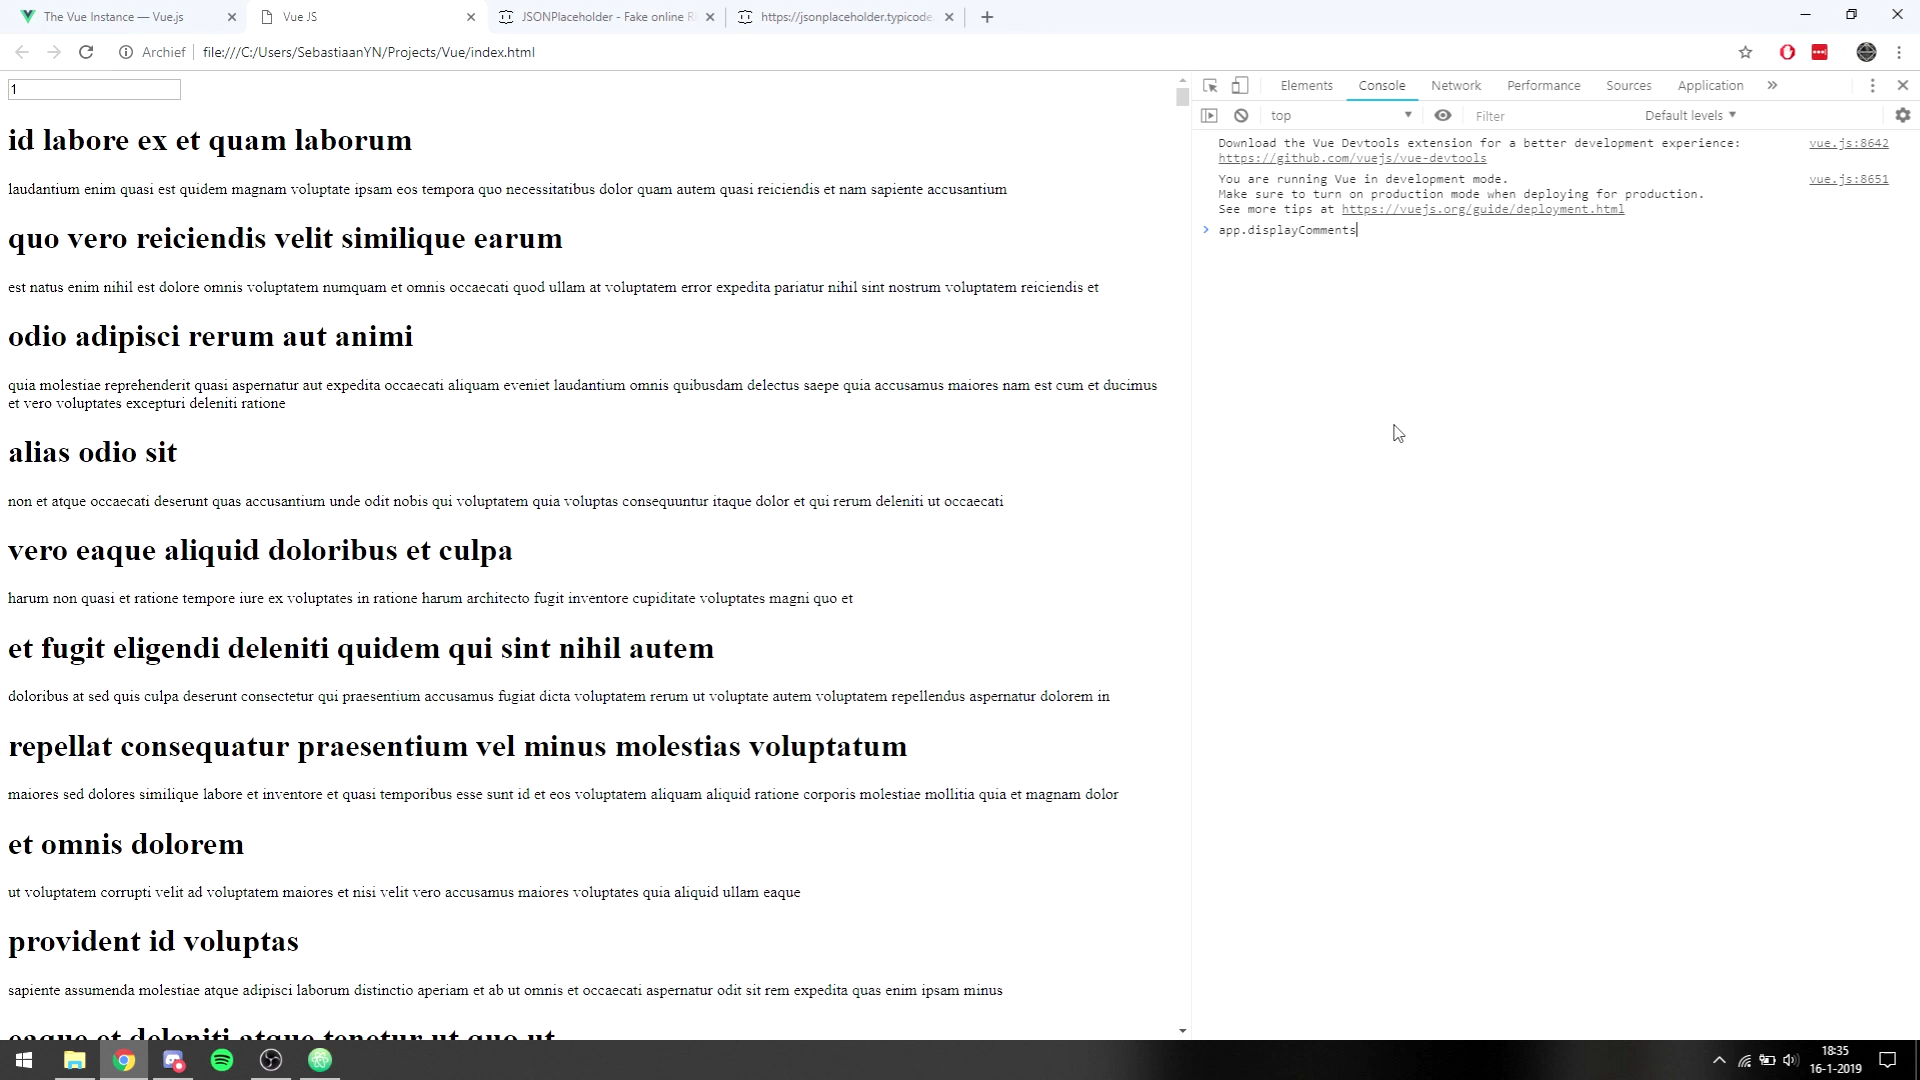 The Vue Instance — Vue.js
Vue JS
JSONPlaceholder - Fake online R
https://jsonplaceholder.typicode.
Archief
file:///C:/Users/SebastiaanYN/Projects/Vue/index.html
1
id labore ex et quam laborum
laudantium enim quasi est quidem magnam voluptate ipsam eos tempora quo necessitatibus dolor quam autem quasi reiciendis et nam sapiente accusantium
quo vero reiciendis velit similique earum
est natus enim nihil est dolore omnis voluptatem numquam et omnis occaecati quod ullam at voluptatem error expedita pariatur nihil sint nostrum voluptatem reiciendis et
odio adipisci rerum aut animi
quia molestiae reprehenderit quasi aspernatur aut expedita occaecati aliquam eveniet laudantium omnis quibusdam delectus saepe quia accusamus maiores nam est cum et ducimus
et vero voluptates excepturi deleniti ratione
alias odio sit
non et atque occaecati deserunt quas accusantium unde odit nobis qui voluptatem quia voluptas consequuntur itaque dolor et qui rerum deleniti ut occaecati
vero eaque aliquid doloribus et culpa
harum non quasi et ratione tempore iure ex voluptates in ratione harum architecto fugit inventore cupiditate voluptates magni quo et
et fugit eligendi deleniti quidem qui sint nihil autem
doloribus at sed quis culpa deserunt consectetur qui praesentium accusamus fugiat dicta voluptatem rerum ut voluptate autem voluptatem repellendus aspernatur dolorem in
repellat consequatur praesentium vel minus molestias voluptatum
maiores sed dolores similique labore et inventore et quasi temporibus esse sunt id et eos voluptatem aliquam aliquid ratione corporis molestiae mollitia quia et magnam dolor
et omnis dolorem
ut voluptatem corrupti velit ad voluptatem maiores et nisi velit vero accusamus maiores voluptates quia aliquid ullam eaque
provident id voluptas
sapiente assumenda molestiae atque adipisci laborum distinctio aperiam et ab ut omnis et occaecati aspernatur odit sit rem expedita quas enim ipsam minus
eaque et deleniti atque tenetur ut quo ut
Elements
Console
Network
Performance
Sources
Application
top
Filter
Default levels
Download the Vue Devtools extension for a better development experience:
vue.js:8642
https://github.com/vuejs/vue-devtools
You are running Vue in development mode.
vue.js:8651
Make sure to turn on production mode when deploying for production.
See more tips at https://vuejs.org/guide/deployment.html
app.displayComments
18:35
16-1-2019